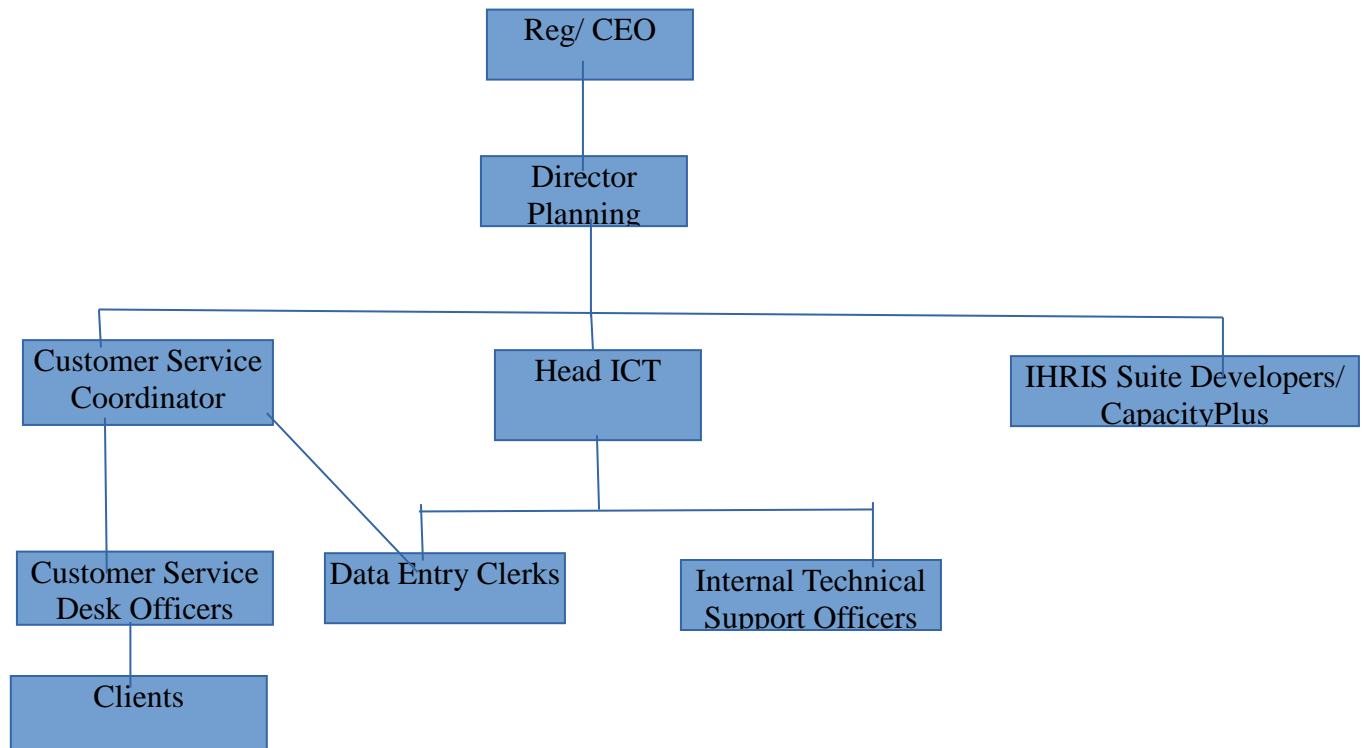 Reg/ CEO
Director
Planning
Customer Service
Coordinator
Head ICT
IHRIS Suite Developers/
CapacityPlus
Customer Service
Desk Officers
Data Entry Clerks
Internal Technical
Support Officers
Clients